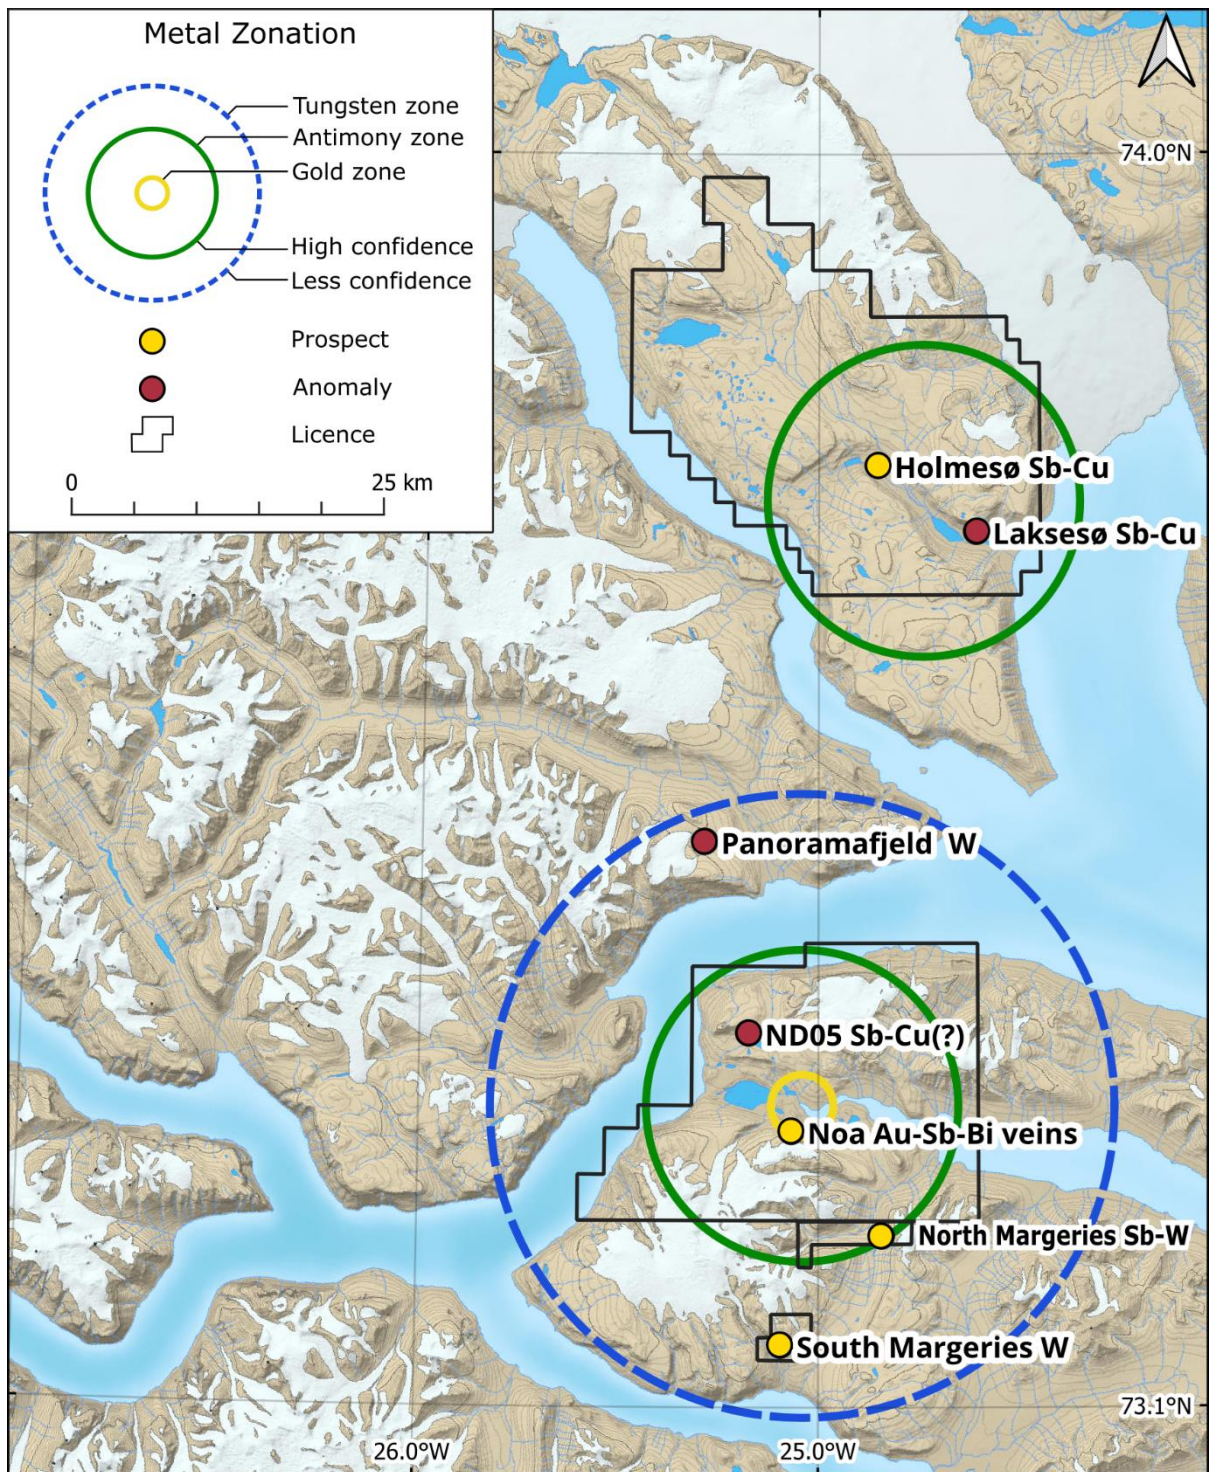 Metal Zonation
Tungsten zone
Antimony zone
Gold zone
High confidence
Less confidence
Prospect
Anomaly
Licence
0 25 km
74.0°N
Holmesø Sb-Cu
Laksesø Sb-Cu
Panoramafjeld W
ND05 Sb-Cu(?)
Noa Au-Sb-Bi veins
North Margeries Sb-W
South Margeries W
73.1°N
26.0°W 25.0°W